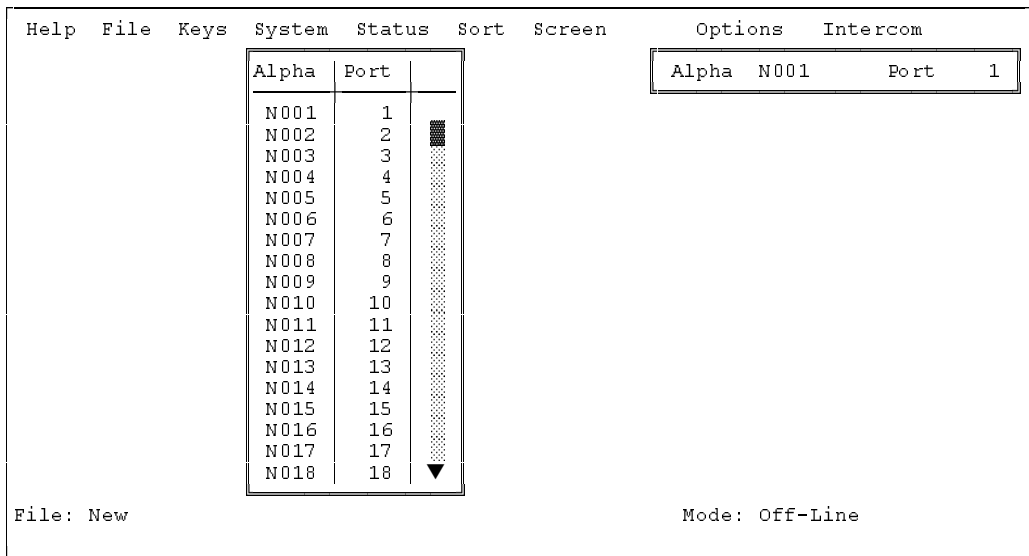 Help File Keys System Status Sort Screen Options Intercom
Alpha Port
N001 1
N002 2
N003 3
N004 4
N005 5
N006 6
N007 7
N008 8
N009 9
N010 10
N011 11
N012 12
N013 13
N014 14
N015 15
N016 16
N017 17
N018 18
Alpha N001 Port 1
File: New
Mode: Off-Line